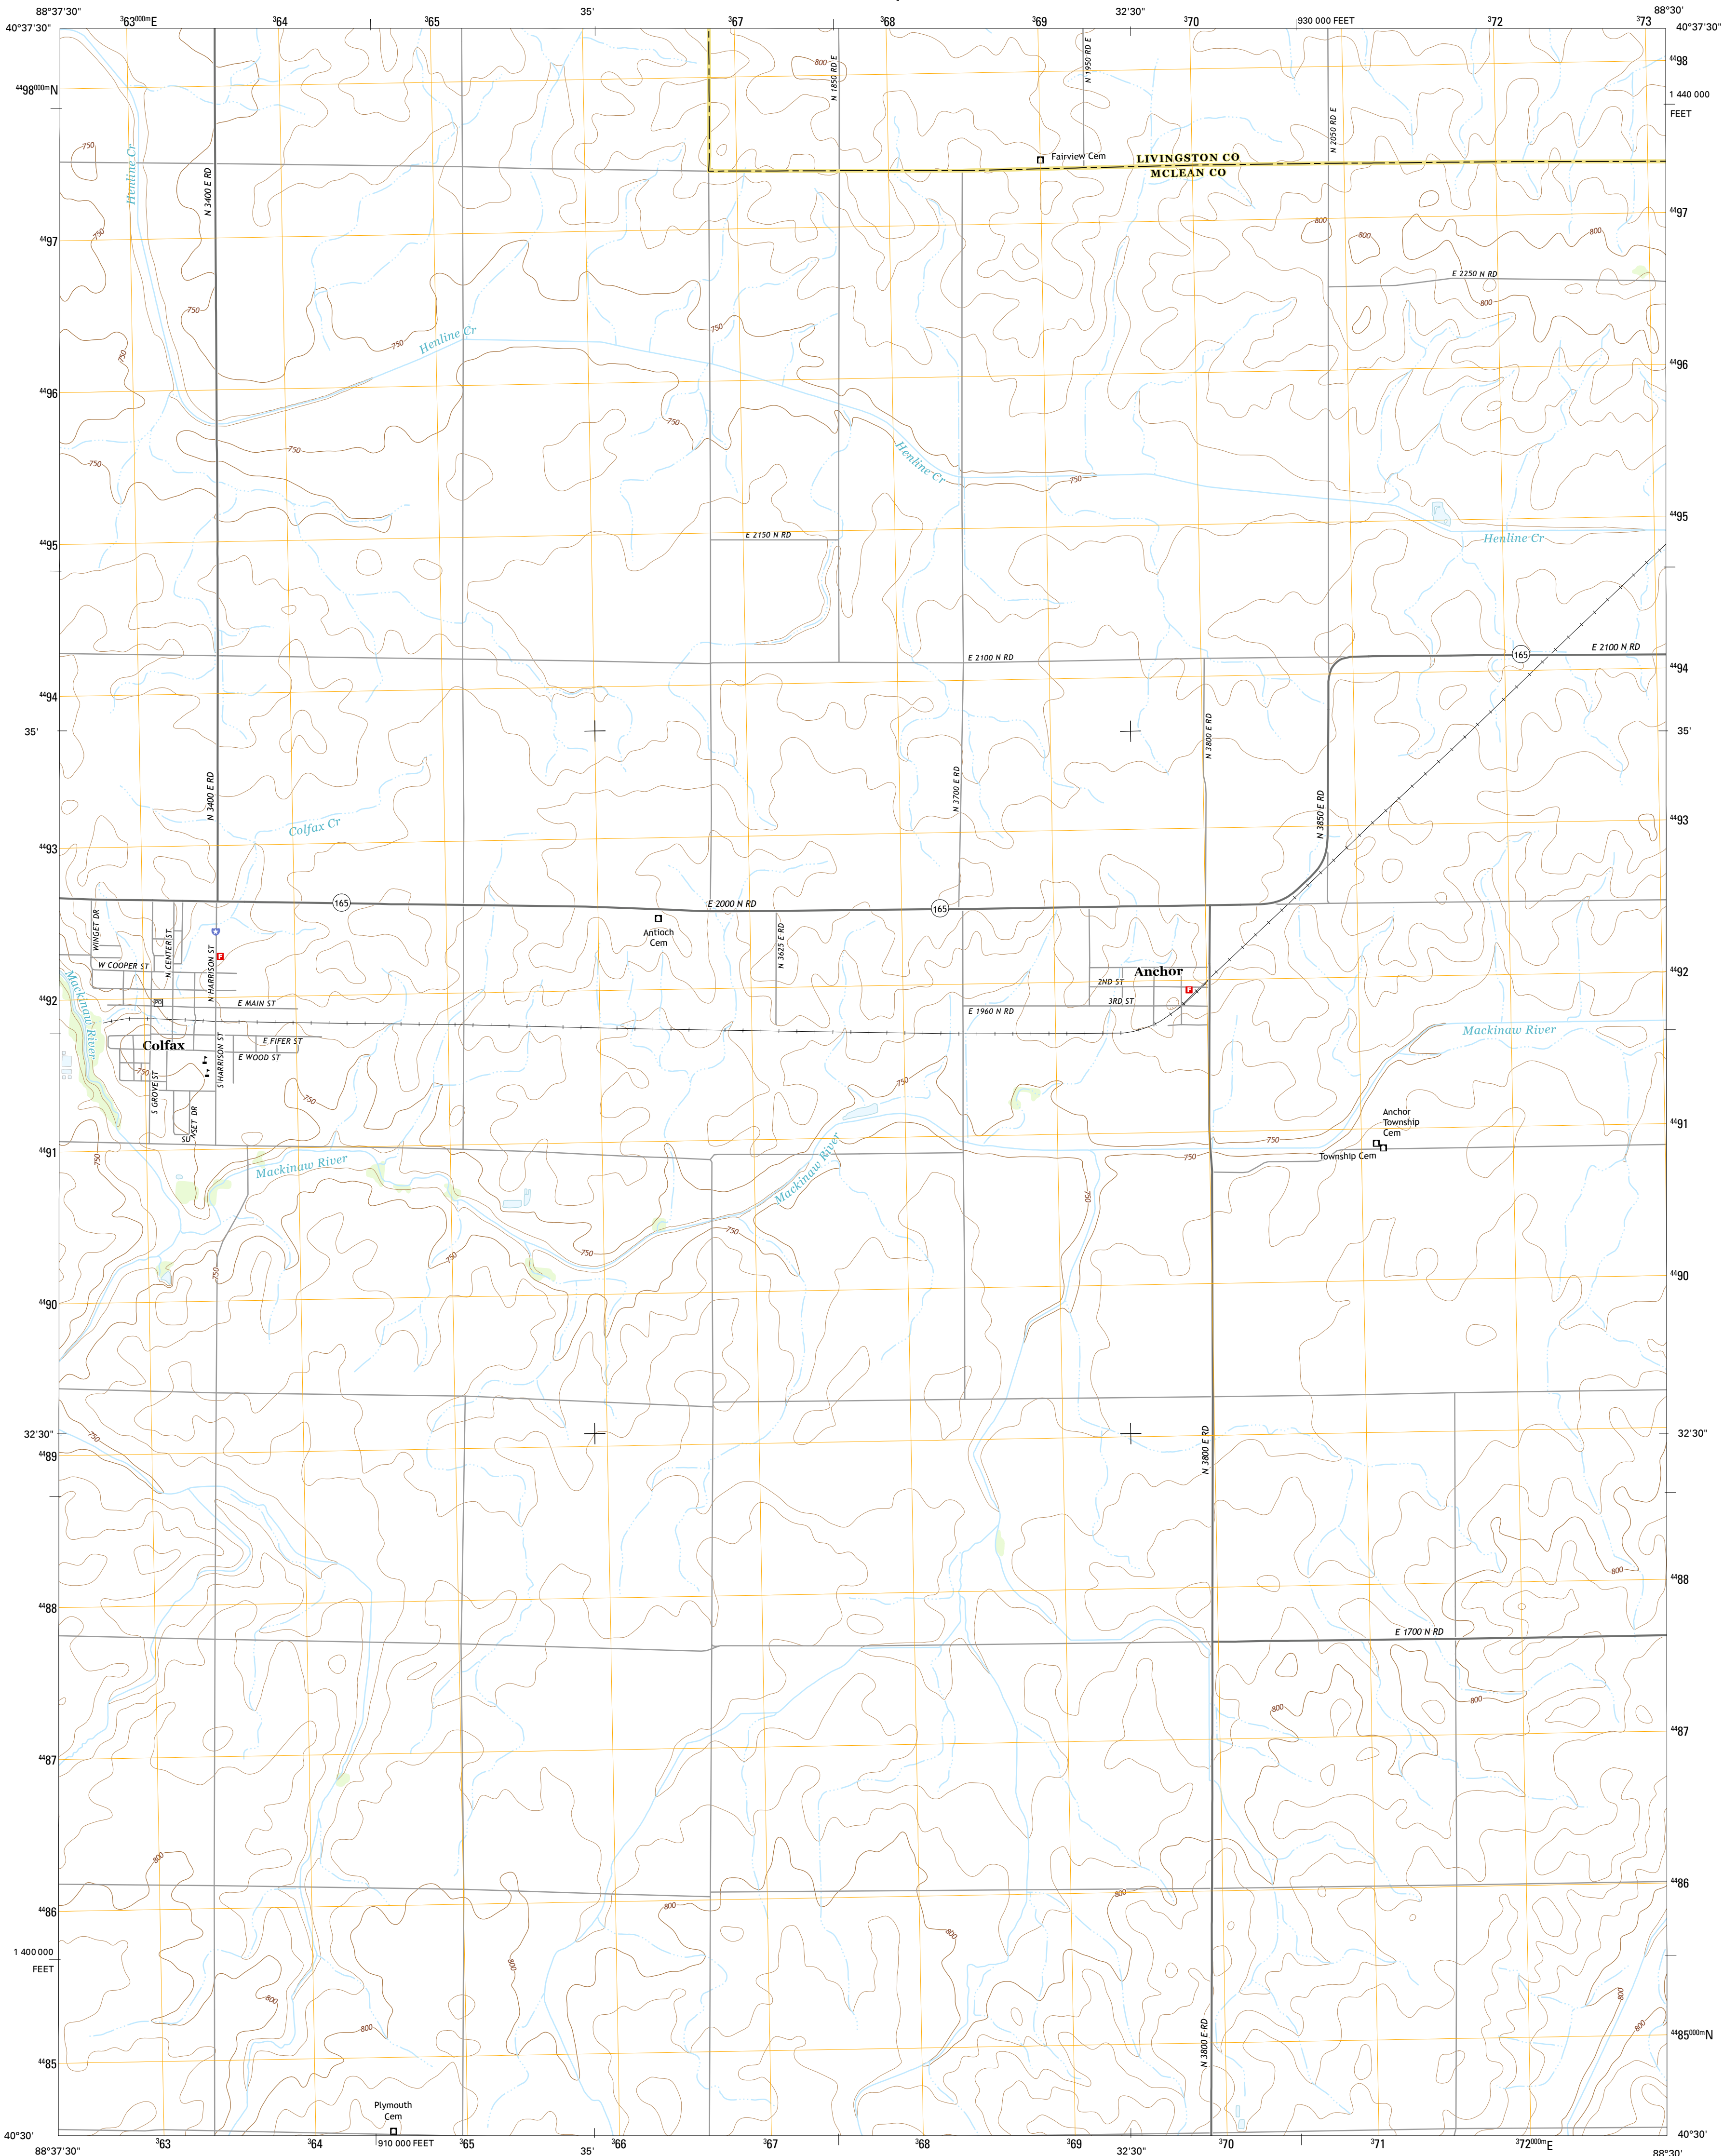 88°37'30"
³63⁰⁰⁰ᵐE
³64
³65
35'
³67
³68
³69
32'30"
³70
930 000 FEET
³72
³73
88°30'
40°37'30"
40°37'30"
⁴⁴98⁰⁰⁰ᵐN
⁴⁴98
1 440 000
FEET
800
N 1850 RD E
N 1950 RD E
N 2050 RD E
750
Henline Cr
N 3400 E RD
Fairview Cem
LIVINGSTON CO
MCLEAN CO
⁴⁴97
750
800
800
800
⁴⁴97
E 2250 N RD
800
750
750
750
750
Henline Cr
⁴⁴96
⁴⁴96
750
750
750
Henline Cr
750
⁴⁴95
E 2150 N RD
⁴⁴95
Henline Cr
E 2100 N RD
165
E 2100 N RD
⁴⁴94
⁴⁴94
35'
N 3800 E RD
35'
N 3400 E RD
N 3700 E RD
N 3850 E RD
Colfax Cr
⁴⁴93
⁴⁴93
165
E 2000 N RD
165
WINGET DR
N CENTER ST
N HARRISON ST
Antioch
Cem
N 3625 E RD
W COOPER ST
F
Anchor
⁴⁴92
Mackinaw River
2ND ST
F
⁴⁴92
PO
E MAIN ST
3RD ST
E 1960 N RD
Mackinaw River
Colfax
E FIFER ST
E WOOD ST
S HARRISON ST
750
S GROVE ST
750
750
SUNSET DR
Anchor
Township
Cem
⁴⁴91
750
⁴⁴91
Township Cem
750
Mackinaw River
750
Mackinaw River
750
750
750
750
750
⁴⁴90
⁴⁴90
750
32'30"
N 3800 E RD
32'30"
⁴⁴89
⁴⁴88
800
⁴⁴88
E 1700 N RD
800
800
⁴⁴87
⁴⁴87
800
⁴⁴86
800
800
⁴⁴86
800
1 400 000
FEET
800
800
800
800
800
N 3800 E RD
⁴⁴85⁰⁰⁰ᵐN
⁴⁴85
Plymouth
Cem
40°30'
40°30'
88°37'30"
³63
³64
910 000 FEET
³65
35'
³66
³67
³68
³69
32'30"
³70
³71
³72⁰⁰⁰ᵐE
88°30'